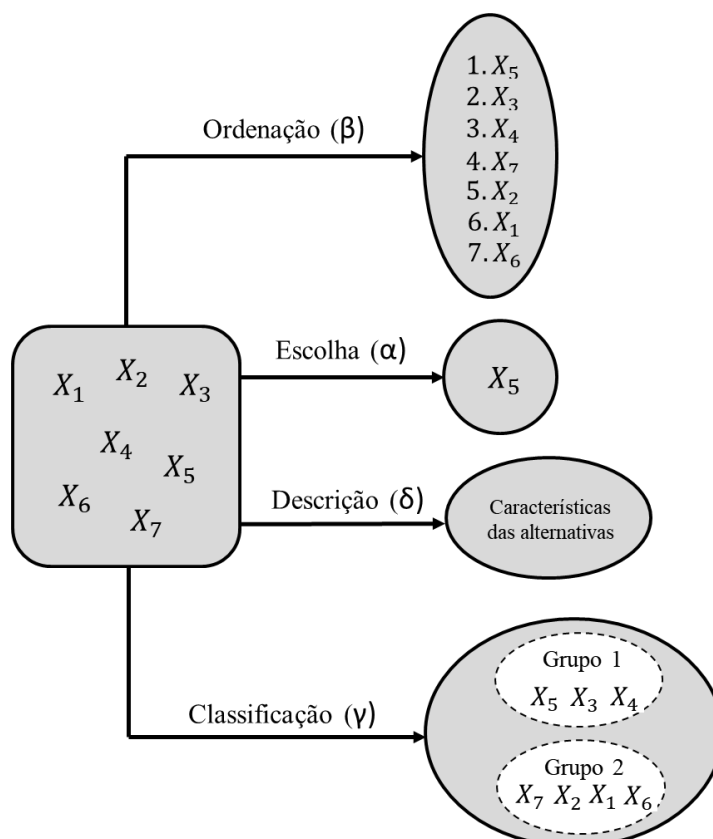 1. X₅
2. X₃
3. X₄
4. X₇
5. X₂
6. X₁
7. X₆
Ordenação (β)
X₁ X₂ X₃
X₄
X₅
X₆
X₇
Escolha (α)
X₅
Descrição (δ)
Características
das alternativas
Classificação (γ)
Grupo 1
X₅ X₃ X₄
Grupo 2
X₇ X₂ X₁ X₆